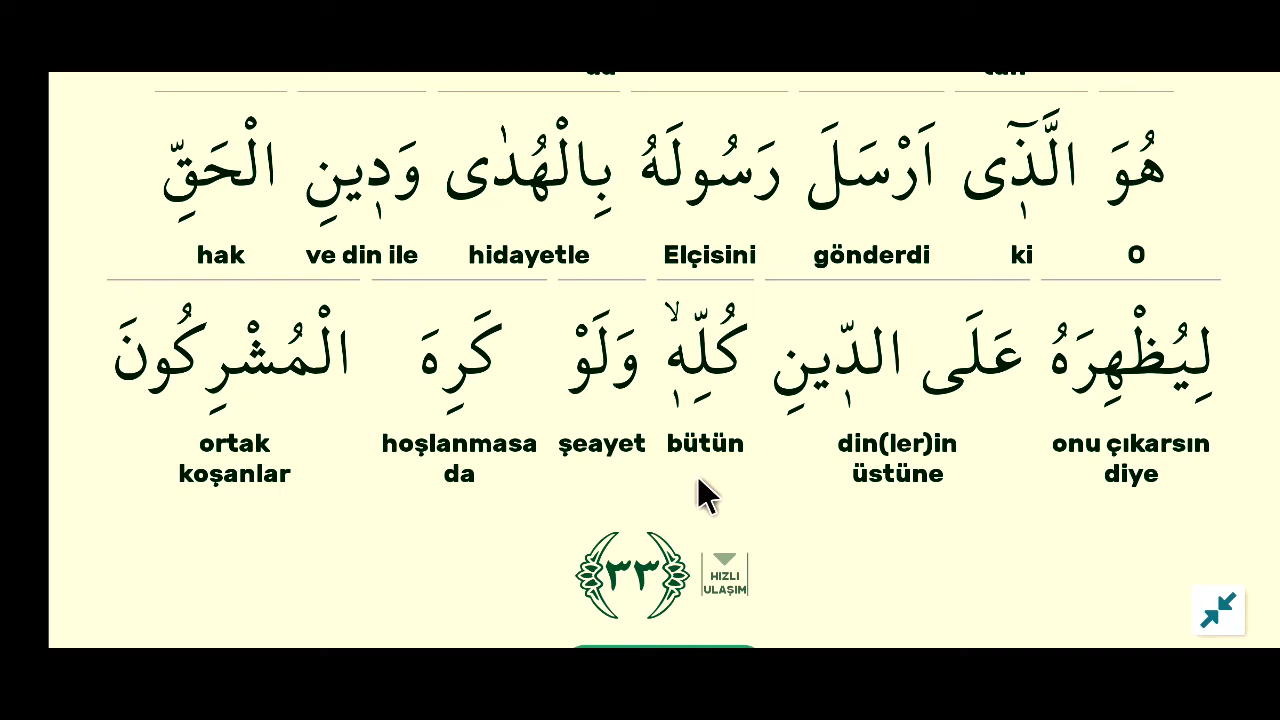 هُوَ الَّذ۪ٓى اَرْسَلَ رَسُولَهُ بِالْهُدٰى وَد۪ينِ الْحَقِّ
O ki gönderdi Elçisini hidayetle ve din ile hak
لِيُظْهِرَهُ عَلَى الدّ۪ينِ كُلِّه۪ۙ وَلَوْ كَرِهَ الْمُشْرِكُونَ
onu çıkarsın din(ler)in bütün şeayet hoşlanmasa ortak
diye üstüne da koşanlar
٣٣
HIZLI
ULAŞIM